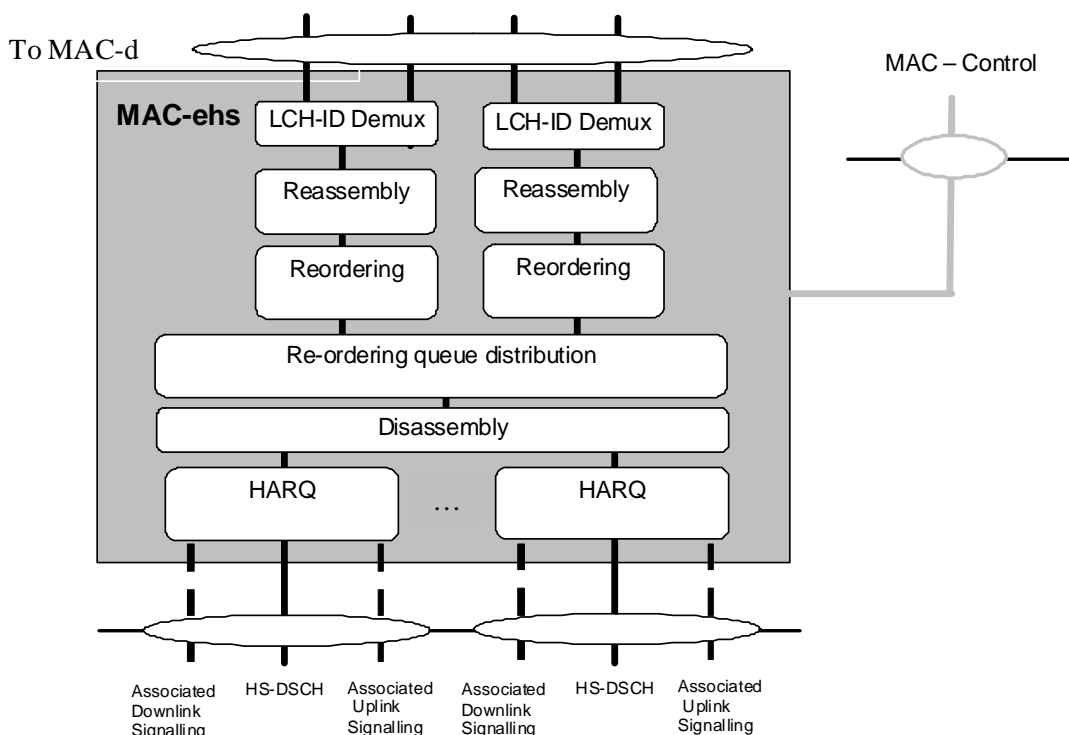 To MAC-d
MAC – Control
MAC-ehs
LCH-ID Demux
LCH-ID Demux
Reassembly
Reassembly
Reordering
Reordering
Re-ordering queue distribution
Disassembly
HARQ
…
HARQ
Associated
Downlink
Signalling
HS-DSCH
Associated
Uplink
Signalling
Associated
Downlink
Signalling
HS-DSCH
Associated
Uplink
Signalling